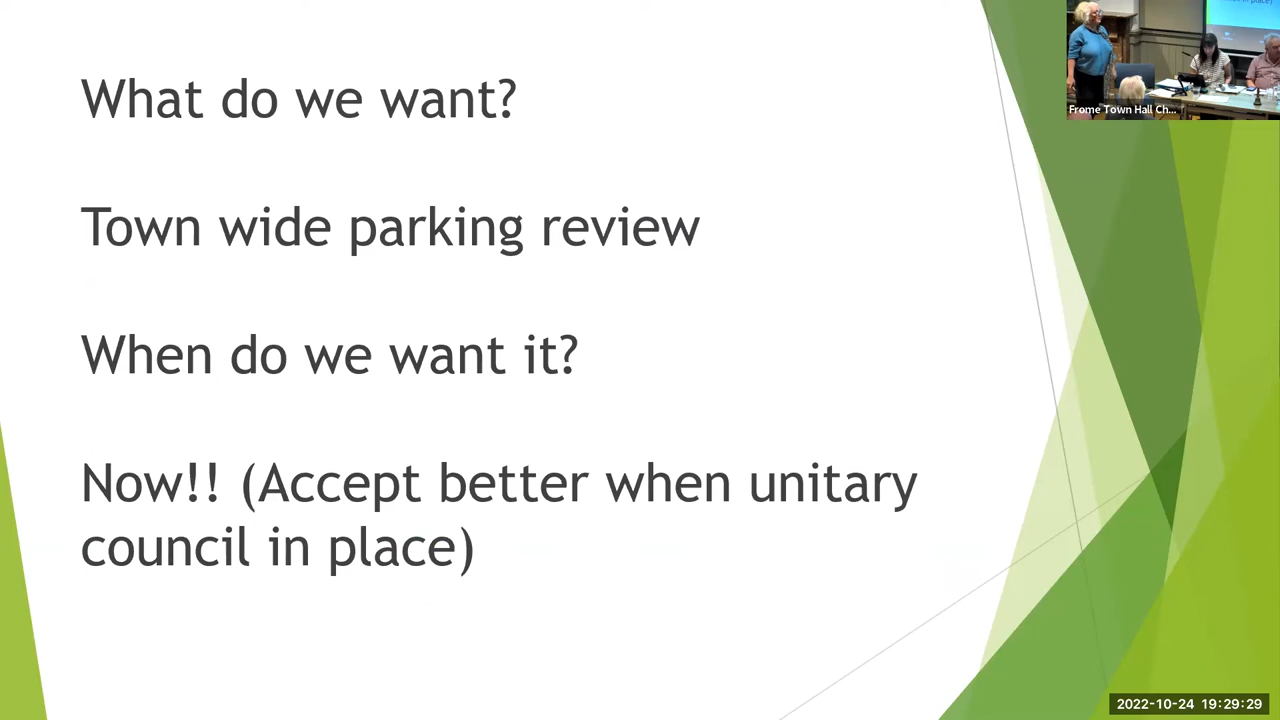 What do we want?
Town wide parking review
When do we want it?
Now!! (Accept better when unitary
council in place)
Frome Town Hall Ch...
2022-10-24 19:29:29